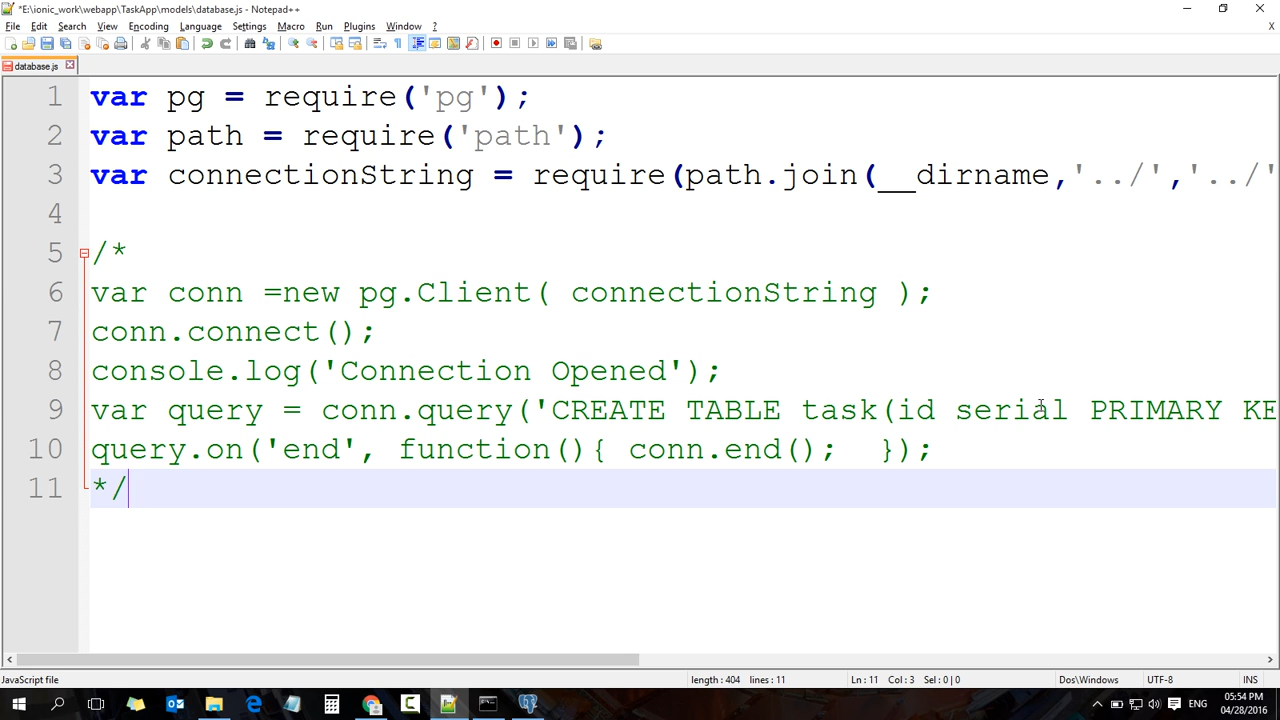 *E:\ionic_work\webapp\TaskApp\models\database.js - Notepad++
File Edit Search View Encoding Language Settings Macro Run Plugins Window ?
X
database.js
1 var pg = require('pg');
2 var path = require('path');
3 var connectionString = require(path.join(__dirname,'../','../'
4
5 /*
6 var conn =new pg.Client( connectionString );
7 conn.connect();
8 console.log('Connection Opened');
9 var query = conn.query('CREATE TABLE task(id serial PRIMARY KE
10 query.on('end', function(){ conn.end();  });
11 */
JavaScript file length : 404 lines : 11 Ln : 11 Col : 3 Sel : 0 | 0 Dos\Windows UTF-8 INS
ENG 05:54 PM
04/28/2016